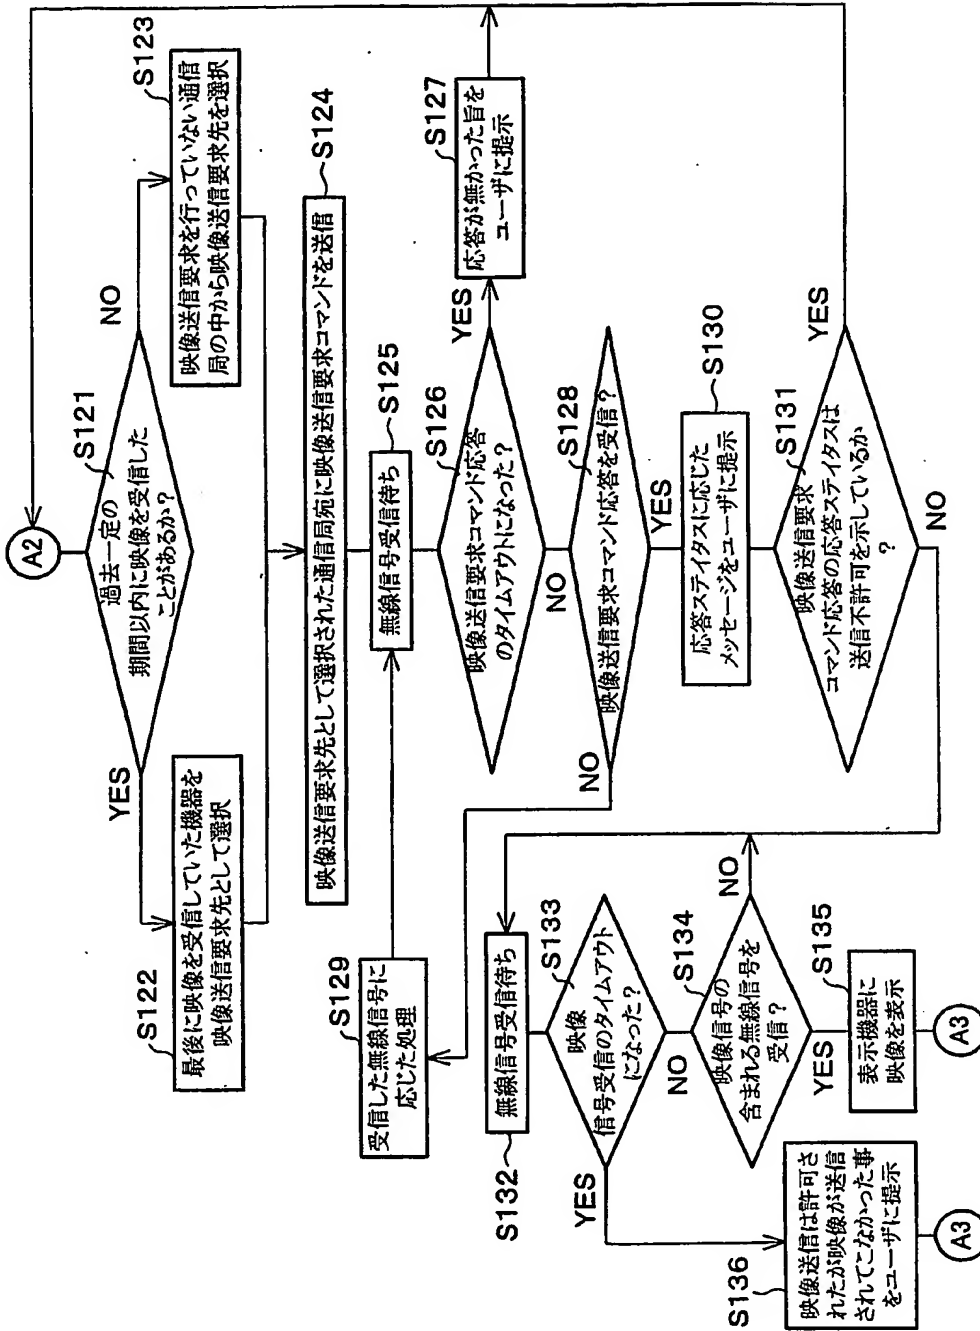 A2
過去一定の
期間以内に映像を受信した
ことがあるか?
S121
YES
NO
最後に映像を受信していた機器を
映像送信要求先として選択
S122
映像送信要求を行っていない通信
局の中から映像送信要求先を選択
S123
映像送信要求先として選択された通信局宛に映像送信要求コマンドを送信
S124
無線信号受信待ち
S125
映像送信要求コマンド応答
のタイムアウトになった?
S126
YES
NO
応答が無かった旨を
ユーザに提示
S127
映像送信要求コマンド応答を受信?
S128
NO
YES
受信した無線信号に
応じた処理
S129
応答ステイタスに応じた
メッセージをユーザに提示
S130
映像送信要求
コマンド応答の応答ステイタスは
送信不許可を示しているか
?
S131
YES
NO
無線信号受信待ち
S132
映像
信号受信のタイムアウト
になった?
S133
YES
NO
映像信号の
含まれる無線信号を
受信?
S134
NO
YES
表示機器に
映像を表示
S135
A3
映像送信は許可さ
れたが映像が送信
されてこなかった事
をユーザに提示
S136
A3